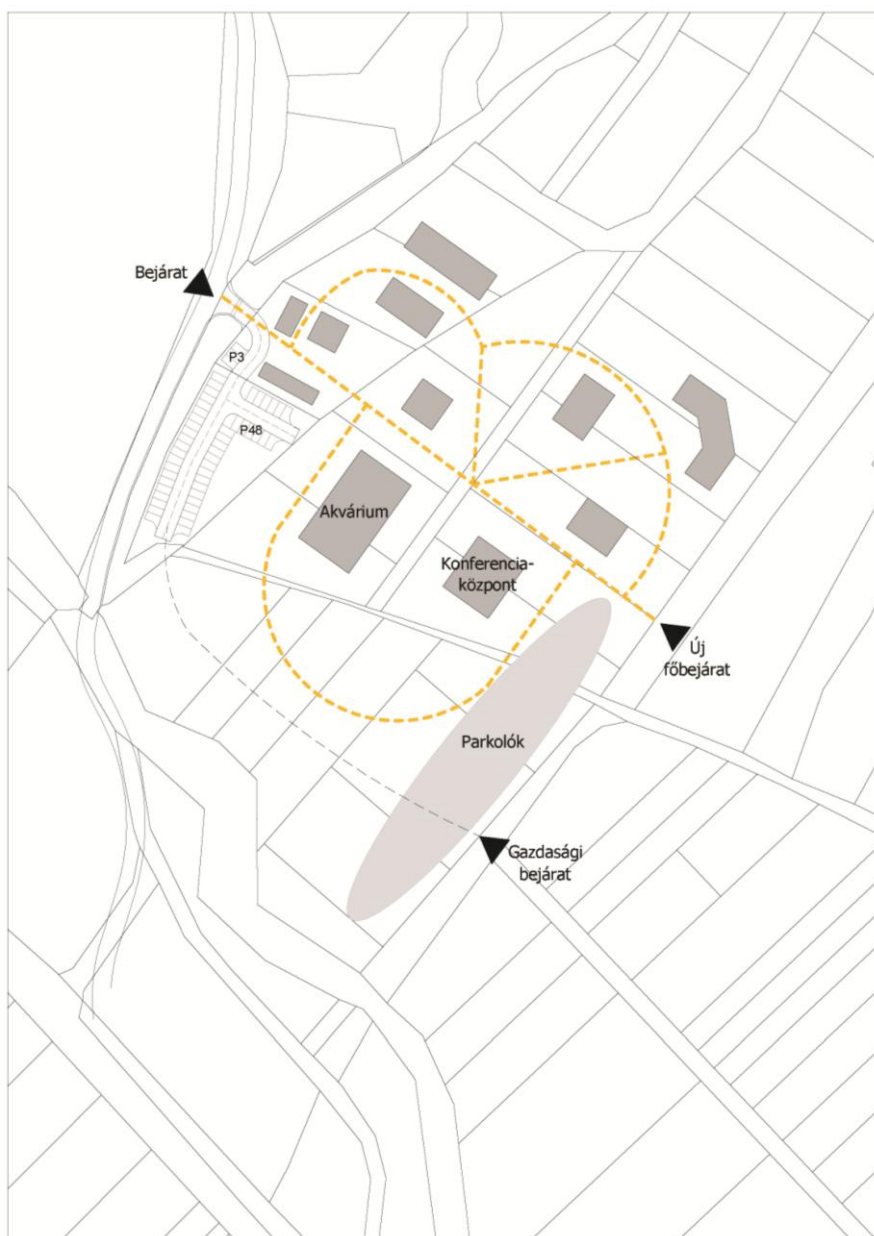 Bejárat
P3
P48
Akvárium
Konferencia-
központ
Új
főbejárat
Parkolók
Gazdasági
bejárat